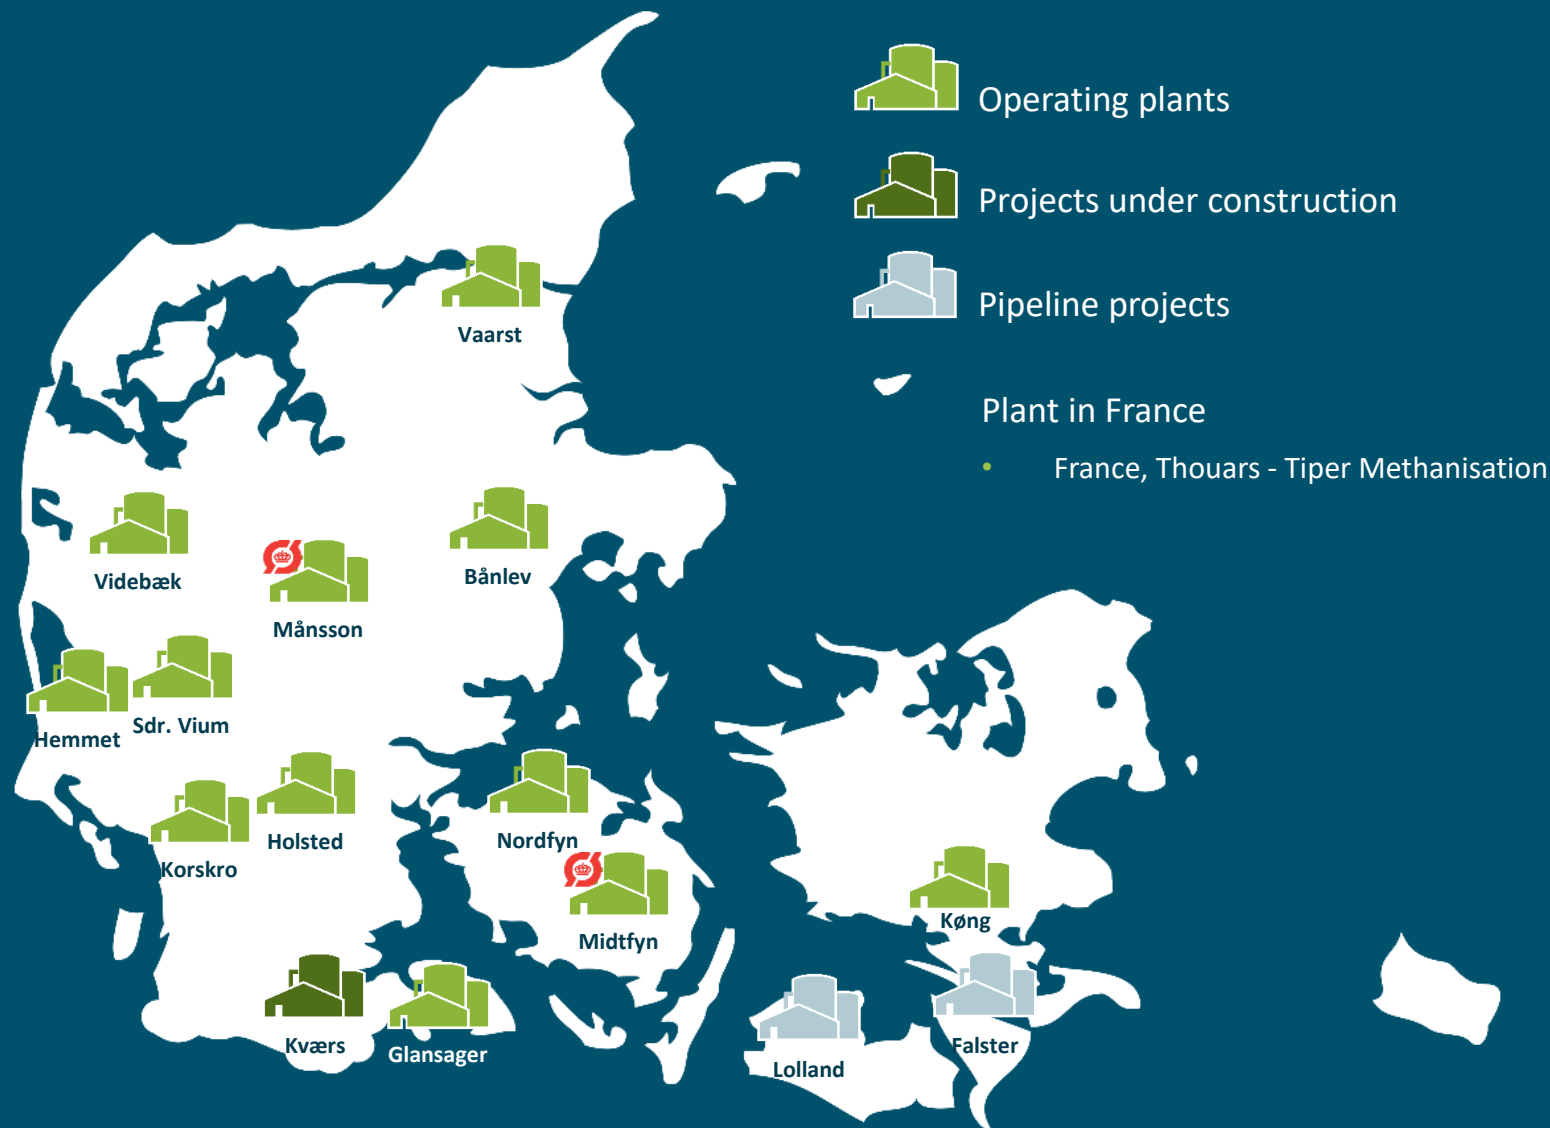 Operating plants
Projects under construction
Pipeline projects
Plant in France
• France, Thouars - Tiper Methanisation
Vaarst
Videbæk
Månsson
Bånlev
Hemmet
Sdr. Vium
Korskro
Holsted
Nordfyn
Midtfyn
Køng
Kværs
Glansager
Lolland
Falster